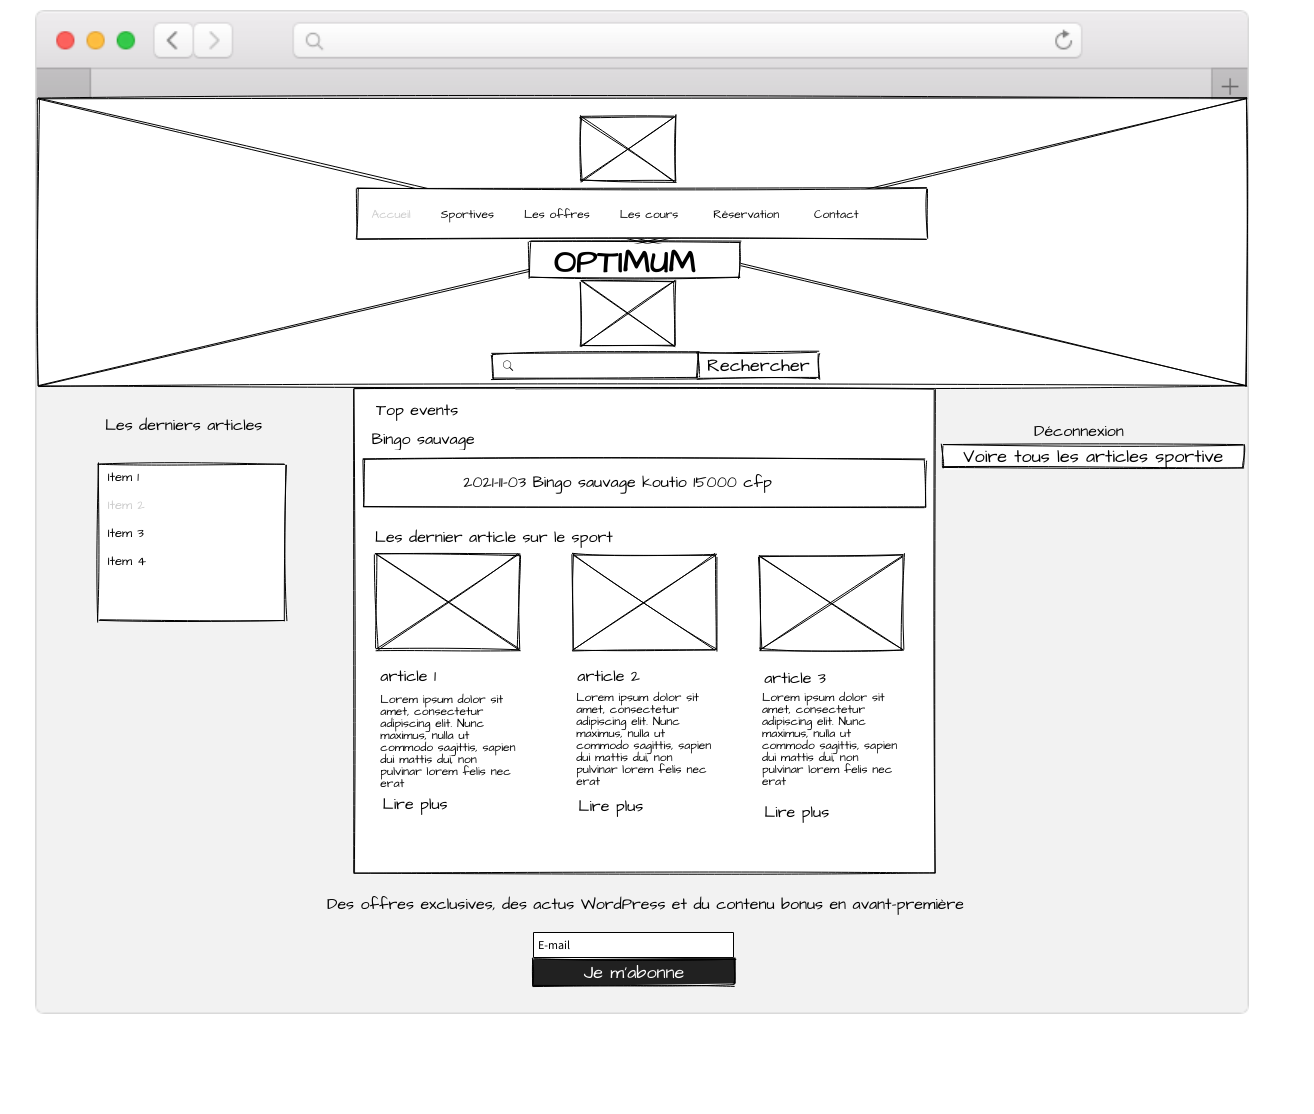 Accueil Sportives Les offres Les cours Réservation Contact
OPTIMUM
Rechercher
Les derniers articles
Item 1
Item 2
Item 3
Item 4
Top events
Bingo sauvage
2021-11-03 Bingo sauvage koutio 15000 cfp
Les dernier article sur le sport
article 1
Lorem ipsum dolor sit
amet, consectetur
adipiscing elit. Nunc
maximus, nulla ut
commodo sagittis, sapien
dui mattis dui, non
pulvinar lorem felis nec
erat
Lire plus
article 2
Lorem ipsum dolor sit
amet, consectetur
adipiscing elit. Nunc
maximus, nulla ut
commodo sagittis, sapien
dui mattis dui, non
pulvinar lorem felis nec
erat
Lire plus
article 3
Lorem ipsum dolor sit
amet, consectetur
adipiscing elit. Nunc
maximus, nulla ut
commodo sagittis, sapien
dui mattis dui, non
pulvinar lorem felis nec
erat
Lire plus
Déconnexion
Voire tous les articles sportive
Des offres exclusives, des actus WordPress et du contenu bonus en avant-première
E-mail
Je m'abonne